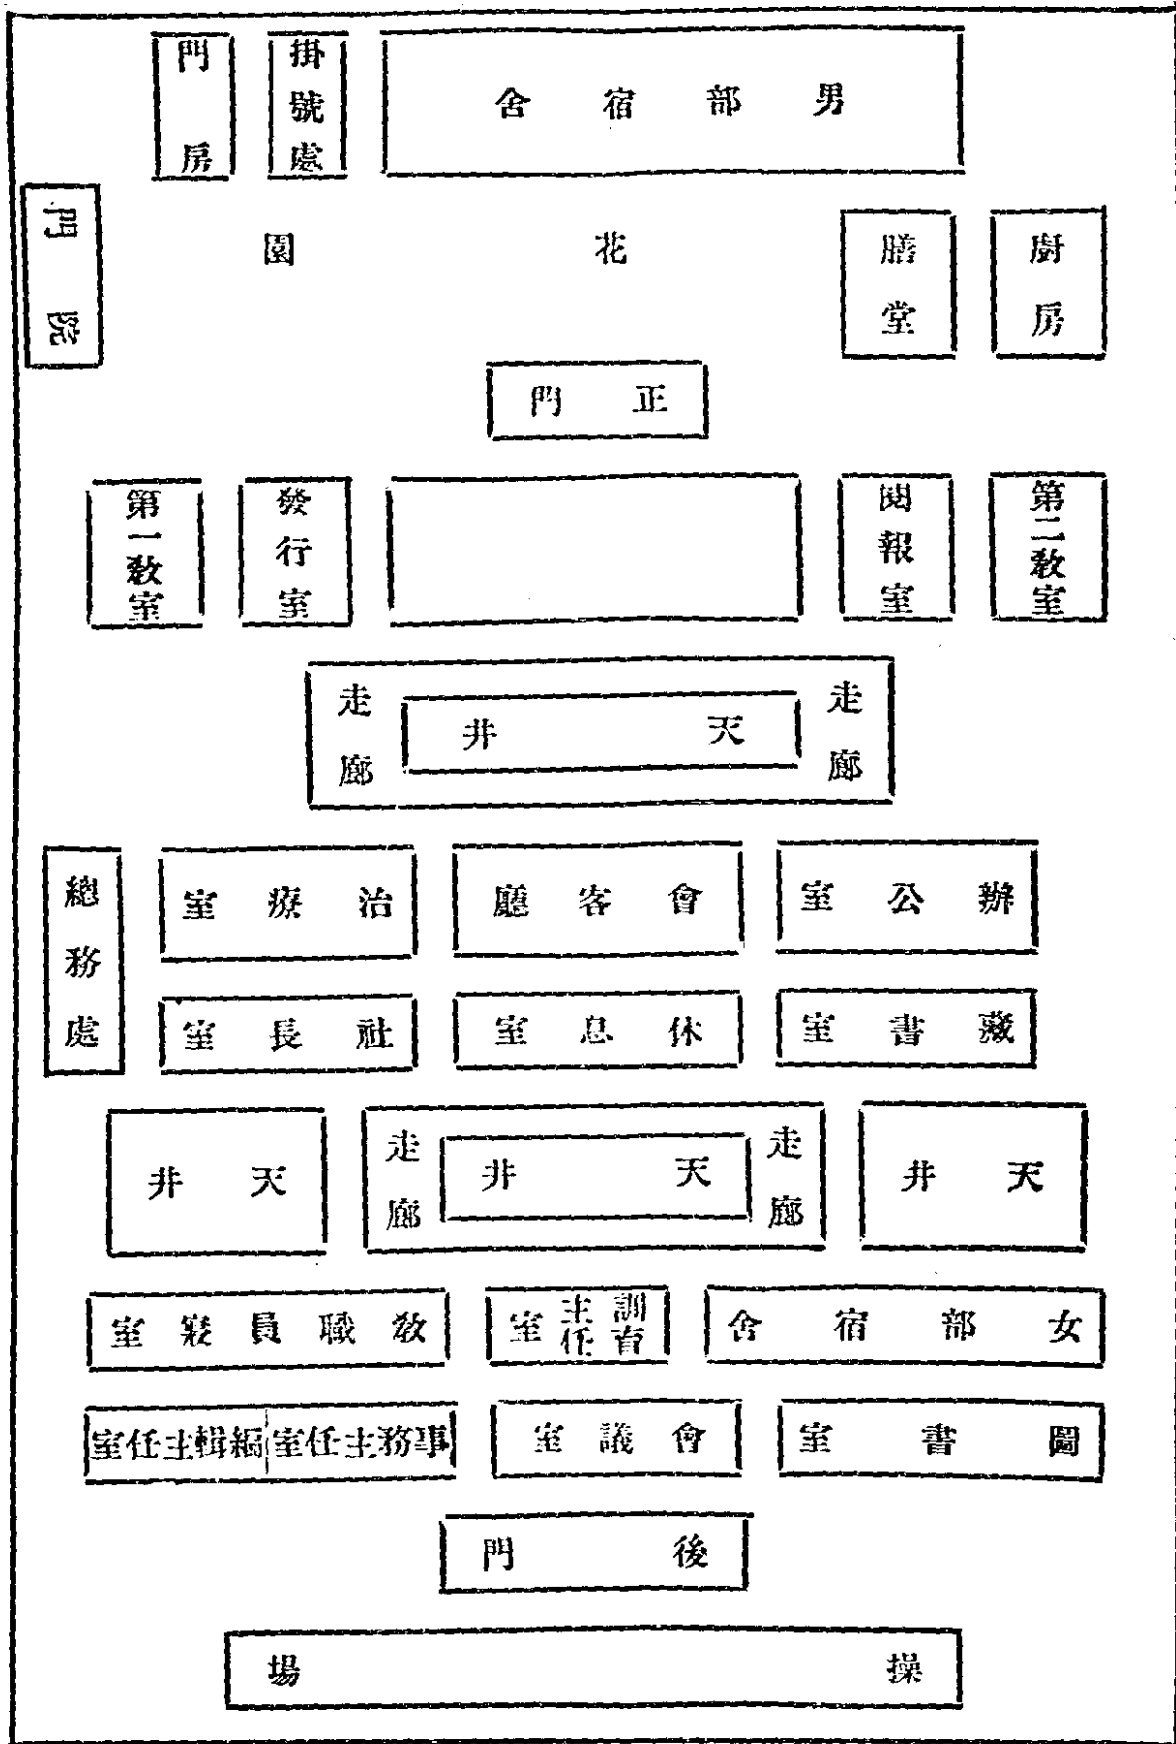 男部宿舍
掛號處
門房
院門
廚房
膳堂
花園
正門
第二教室
閱報室
發行室
第一教室
走廊
天井
走廊
辦公室
會客廳
治療室
總務處
藏書室
休息室
社長室
天井
走廊
天井
走廊
天井
女部宿舍
訓育主任室
教職員寝室
圖書室
會議室
事務主任室
編輯主任室
後門
操場